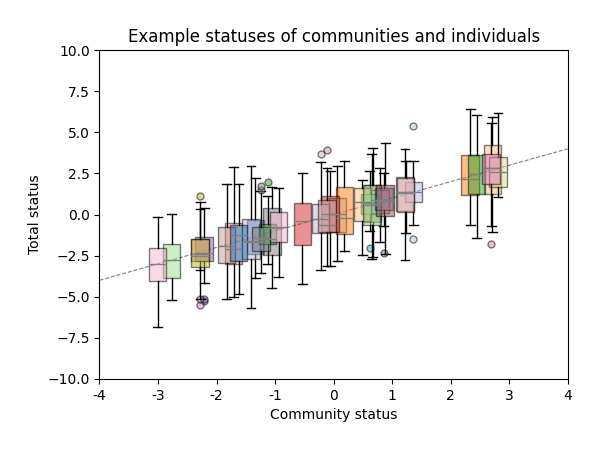 Example statuses of communities and individuals
10.0
7.5
5.0
2.5
0.0
−2.5
−5.0
−7.5
−10.0
Total status
-4 -3 -2 -1 0 1 2 3 4
Community status